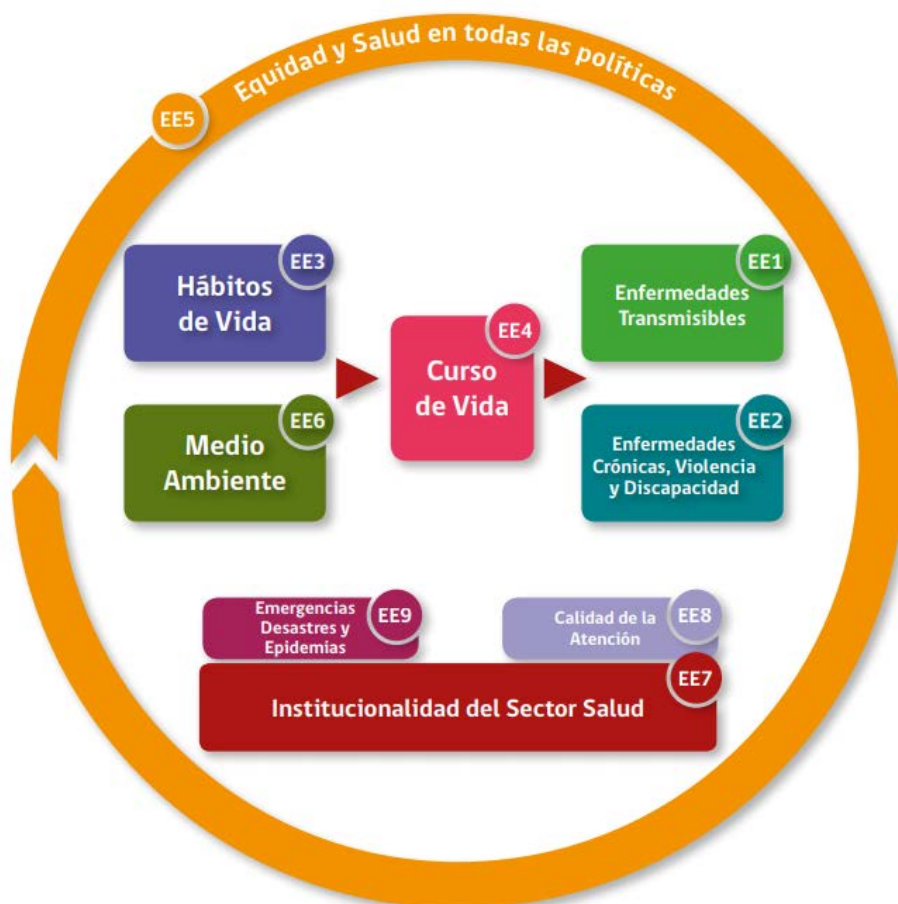 Equidad y Salud en todas las políticas
EE5
EE3
Hábitos
de Vida
EE6
Medio
Ambiente
EE4
Curso
de Vida
EE1
Enfermedades
Transmisibles
EE2
Enfermedades
Crónicas, Violencia
y Discapacidad
EE9
Emergencias
Desastres y
Epidemias
EE8
Calidad de la
Atención
EE7
Institucionalidad del Sector Salud